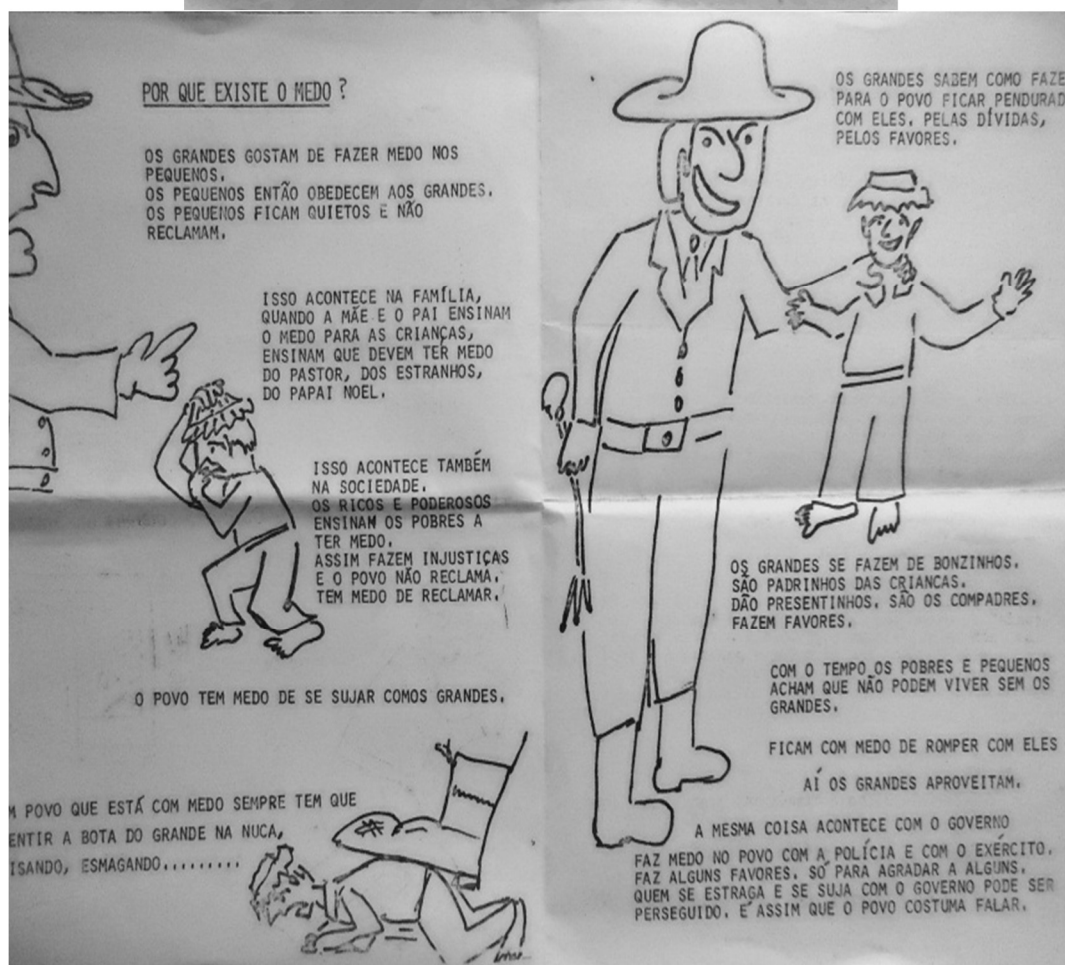 POR QUE EXISTE O MEDO ?
OS GRANDES GOSTAM DE FAZER MEDO NOS
PEQUENOS.
OS PEQUENOS ENTÃO OBEDECEM AOS GRANDES.
OS PEQUENOS FICAM QUIETOS E NÃO
RECLAMAM.
ISSO ACONTECE NA FAMÍLIA,
QUANDO A MÃE E O PAI ENSINAM
O MEDO PARA AS CRIANÇAS,
ENSINAM QUE DEVEM TER MEDO
DO PASTOR, DOS ESTRANHOS,
DO PAPAI NOEL.
ISSO ACONTECE TAMBÉM
NA SOCIEDADE.
OS RICOS E PODEROSOS
ENSINAM OS POBRES A
TER MEDO.
ASSIM FAZEM INJUSTIÇAS
E O POVO NÃO RECLAMA.
TEM MEDO DE RECLAMAR.
O POVO TEM MEDO DE SE SUJAR COMOS GRANDES.
M POVO QUE ESTÁ COM MEDO SEMPRE TEM QUE
ENTIR A BOTA DO GRANDE NA NUCA,
ISANDO, ESMAGANDO.........
OS GRANDES SABEM COMO FAZE
PARA O POVO FICAR PENDURAD
COM ELES. PELAS DÍVIDAS,
PELOS FAVORES.
OS GRANDES SE FAZEM DE BONZINHOS.
SÃO PADRINHOS DAS CRIANCAS.
DÃO PRESENTINHOS. SÃO OS COMPADRES.
FAZEM FAVORES.
COM O TEMPO OS POBRES E PEQUENOS
ACHAM QUE NÃO PODEM VIVER SEM OS
GRANDES.
FICAM COM MEDO DE ROMPER COM ELES
AÍ OS GRANDES APROVEITAM.
A MESMA COISA ACONTECE COM O GOVERNO
FAZ MEDO NO POVO COM A POLÍCIA E COM O EXÉRCITO.
FAZ ALGUNS FAVORES. SÓ PARA AGRADAR A ALGUNS.
QUEM SE ESTRAGA E SE SUJA COM O GOVERNO PODE SER
PERSEGUIDO. É ASSIM QUE O POVO COSTUMA FALAR.